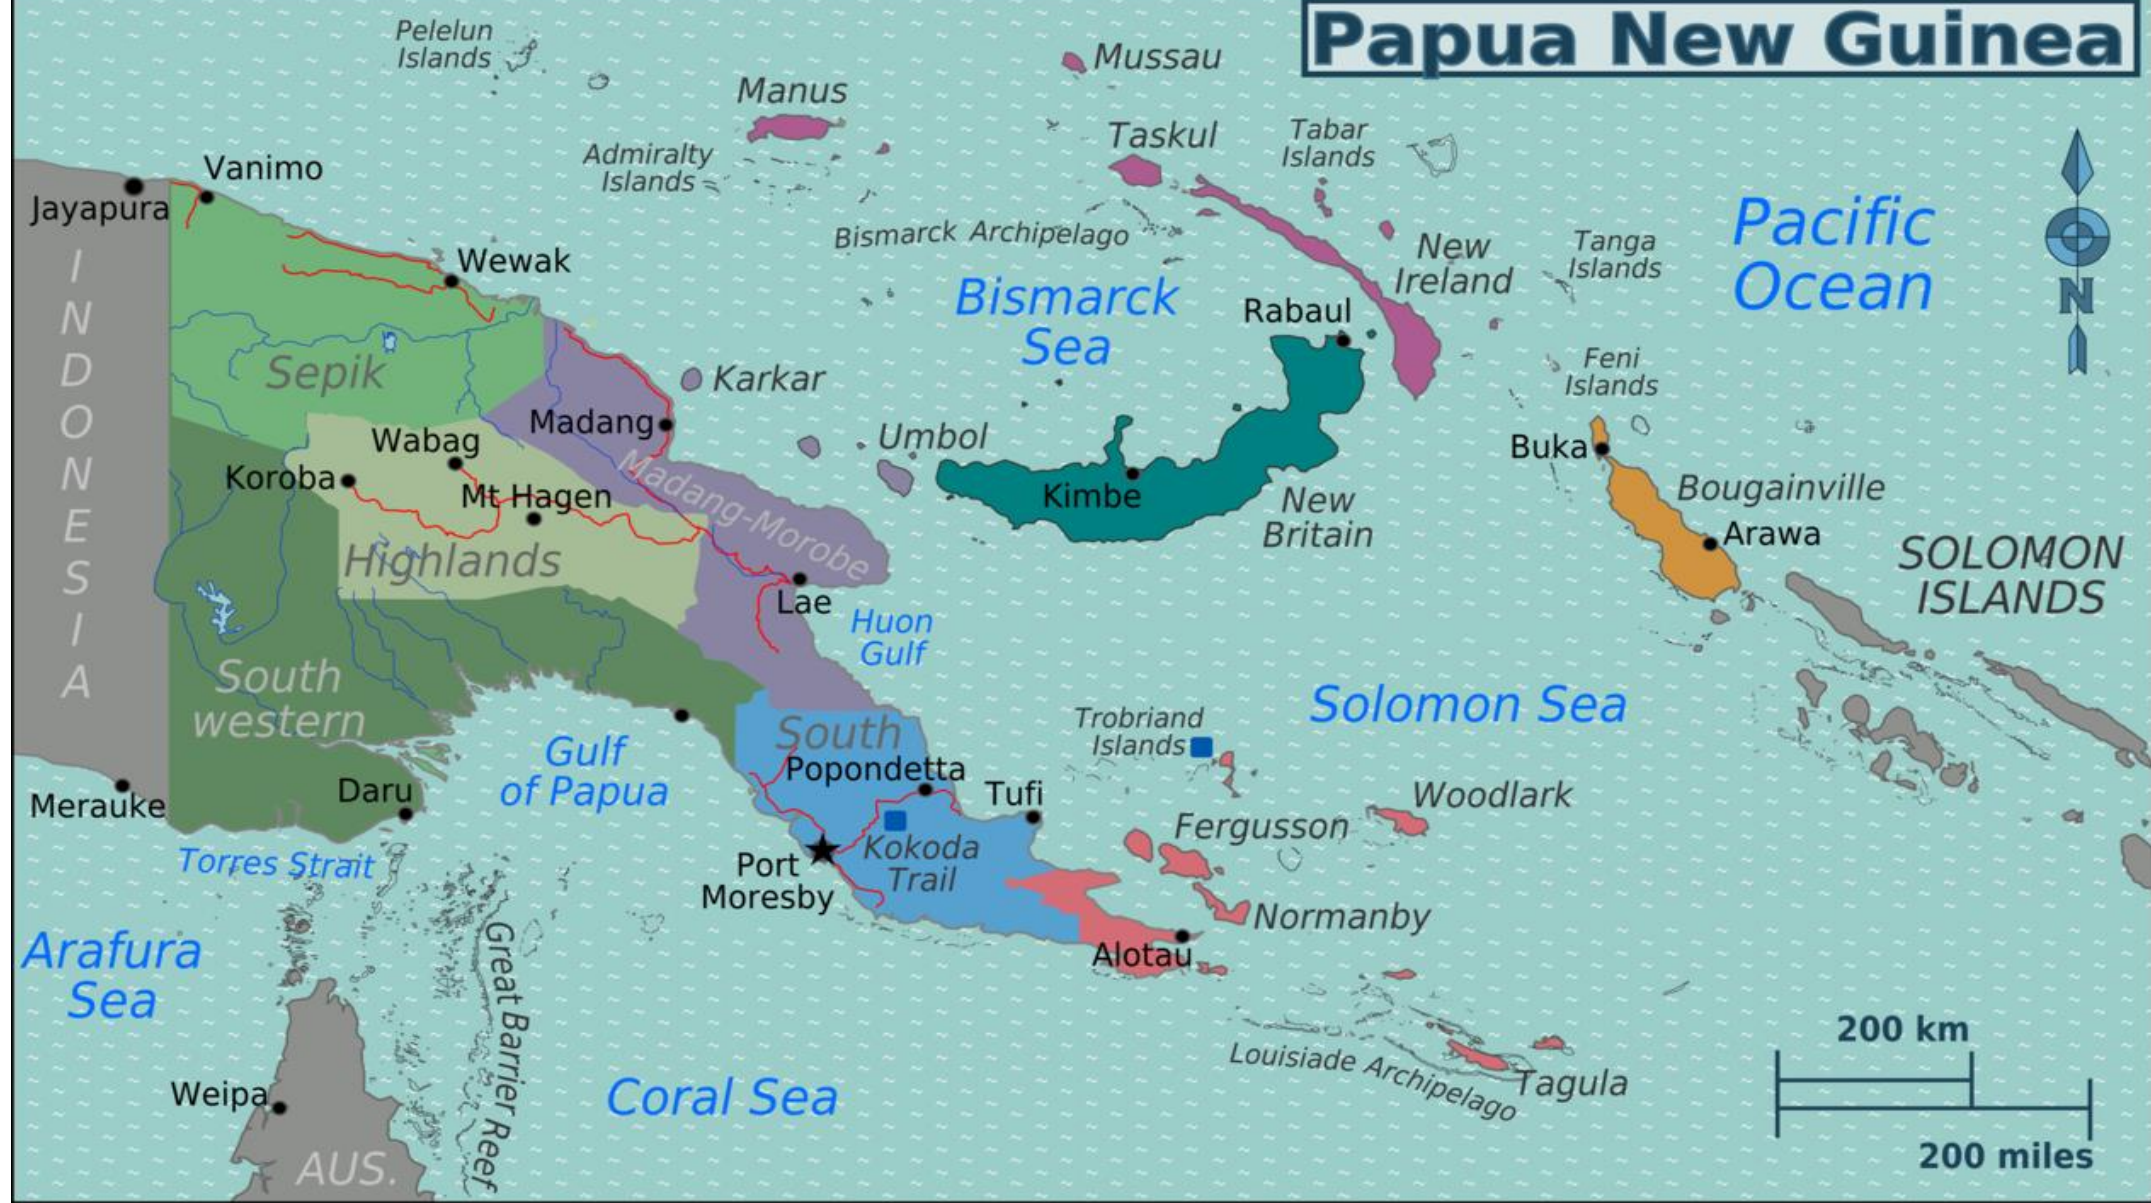 Papua New Guinea
Pelelun
Islands
Manus
Mussau
Admiralty
Islands
Taskul
Tabar
Islands
Vanimo
Jayapura
Bismarck Archipelago
New
Ireland
Tanga
Islands
Pacific
Ocean
N
Wewak
Bismarck
Sea
Rabaul
INDONESIA
Sepik
Karkar
Feni
Islands
Madang
Umbol
Wabag
Koroba
Mt Hagen
Madang-Morobe
Kimbe
New
Britain
Buka
Bougainville
Arawa
Highlands
SOLOMON
ISLANDS
Lae
Huon
Gulf
South
western
South
Trobriand
Islands
Solomon Sea
Gulf
of Papua
Popondetta
Tufi
Daru
Merauke
Woodlark
Fergusson
Torres Strait
Port
Moresby
Kokoda
Trail
Normanby
Arafura
Sea
Great Barrier Reef
Alotau
Louisiade Archipelago
Tagula
Coral Sea
Weipa
AUS.
200 km
200 miles